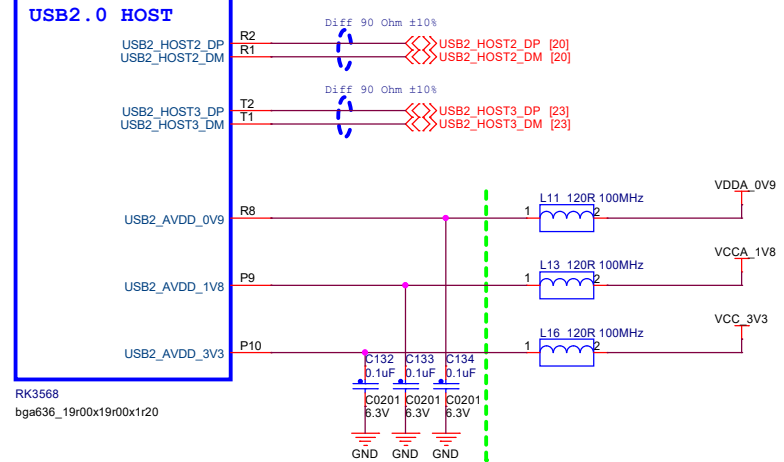 USB2.0 HOST
Diff 90 Ohm ±10%
USB2_HOST2_DP R2 USB2_HOST2_DP [20]
USB2_HOST2_DM R1 USB2_HOST2_DM [20]
Diff 90 Ohm ±10%
USB2_HOST3_DP T2 USB2_HOST3_DP [23]
USB2_HOST3_DM T1 USB2_HOST3_DM [23]
VDDA_0V9
L11 120R 100MHz
USB2_AVDD_0V9 R8 1 2
VCCA_1V8
L13 120R 100MHz
USB2_AVDD_1V8 P9 1 2
VCC_3V3
L16 120R 100MHz
USB2_AVDD_3V3 P10 1 2
C132 C133 C134
0.1uF 0.1uF 0.1uF
C0201 C0201 C0201
6.3V 6.3V 6.3V
GND GND GND
RK3568
bga636_19r00x19r00x1r20